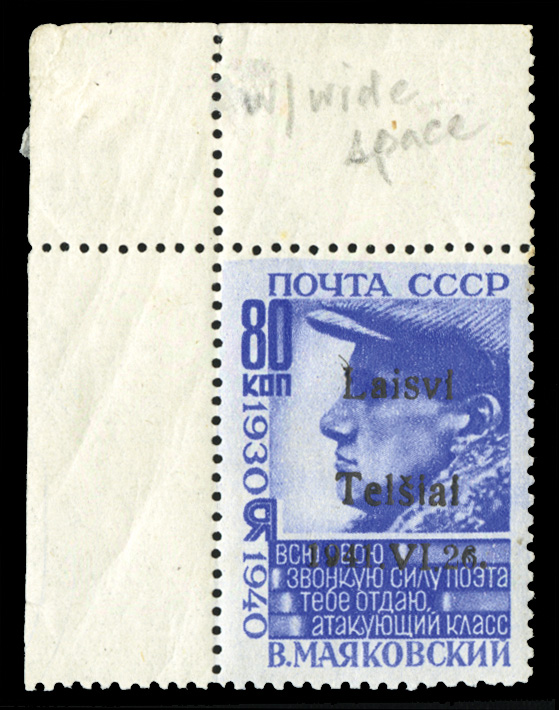 w/wide
space
ПОЧТА СССР
80
КОП
1930
1940
Laisvi
Telšiai
1941.VI.26.
ВСЮ СВОЮ
ЗВОНКУЮ СИЛУ ПОЭТА
ТЕБЕ ОТДАЮ,
АТАКУЮЩИЙ КЛАСС
В.МАЯКОВСКИЙ